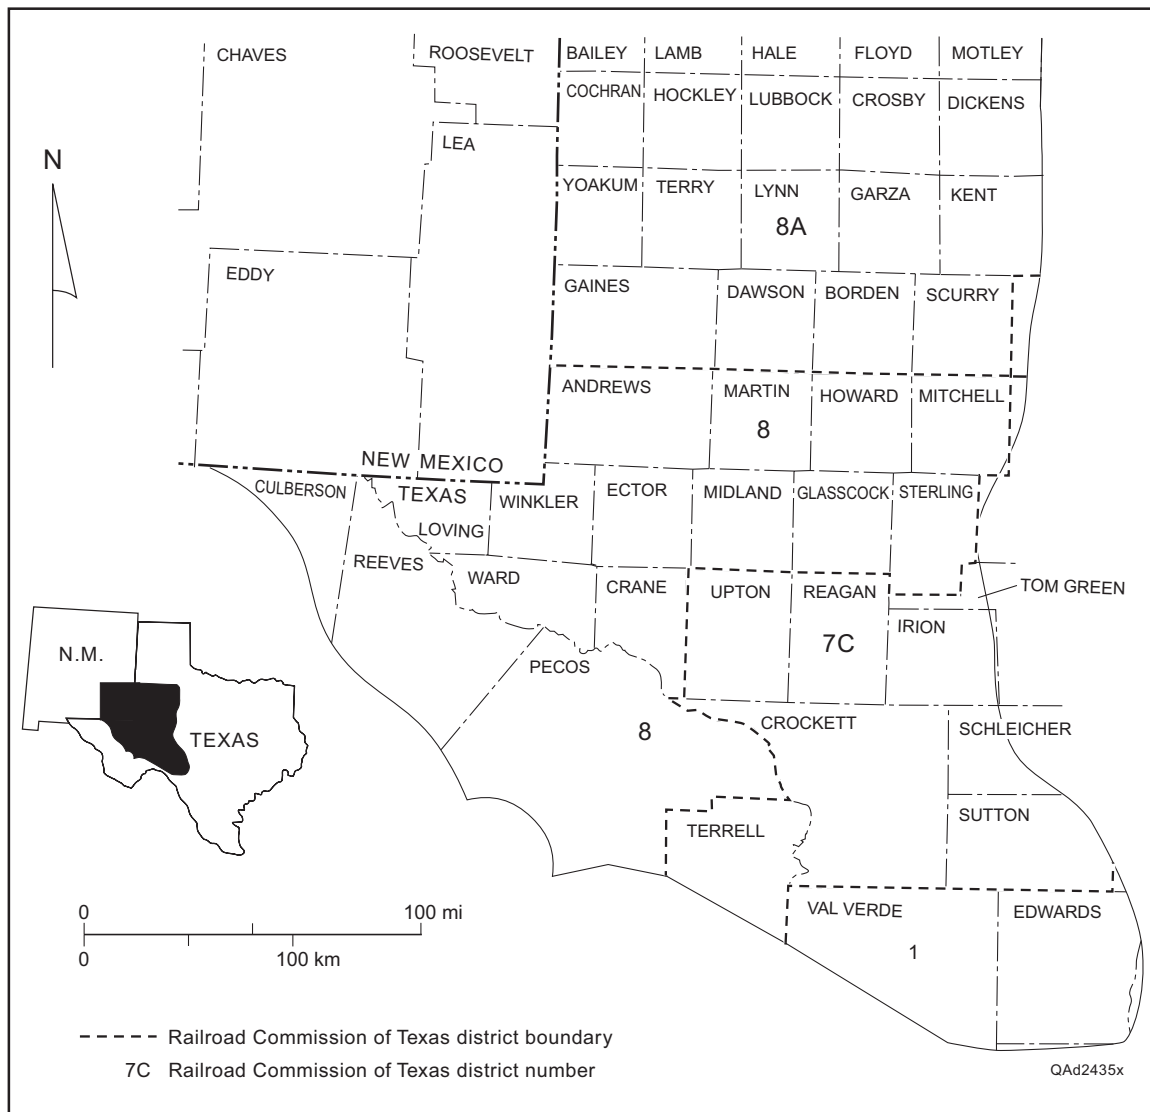 CHAVES
ROOSEVELT
BAILEY
LAMB
HALE
FLOYD
MOTLEY
COCHRAN
HOCKLEY
LUBBOCK
CROSBY
DICKENS
LEA
N
YOAKUM
TERRY
LYNN
GARZA
KENT
8A
EDDY
GAINES
DAWSON
BORDEN
SCURRY
ANDREWS
MARTIN
HOWARD
MITCHELL
8
NEW MEXICO
CULBERSON
TEXAS
WINKLER
ECTOR
MIDLAND
GLASSCOCK
STERLING
LOVING
REEVES
WARD
CRANE
UPTON
REAGAN
TOM GREEN
IRION
7C
N.M.
PECOS
CROCKETT
SCHLEICHER
8
TEXAS
SUTTON
TERRELL
VAL VERDE
EDWARDS
1
0 100 mi
0 100 km
Railroad Commission of Texas district boundary
7C Railroad Commission of Texas district number
QAd2435x